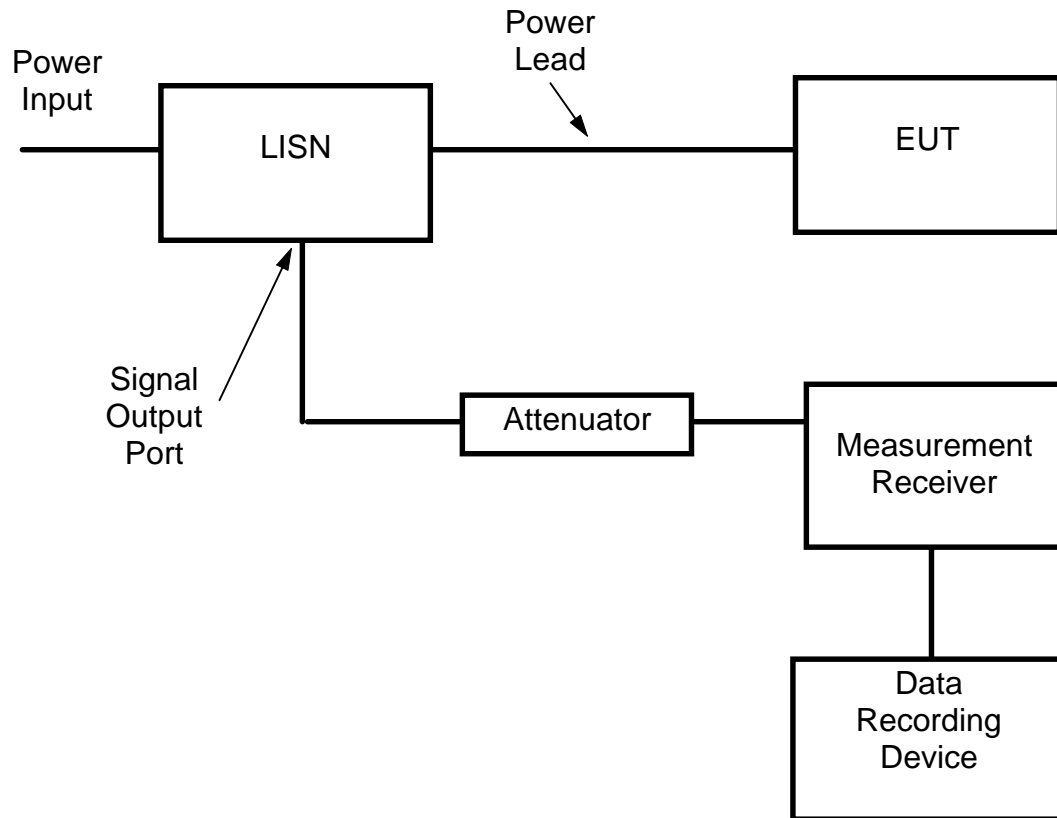 Power
Lead
Power
Input
LISN
EUT
Signal
Output
Port
Attenuator
Measurement
Receiver
Data
Recording
Device